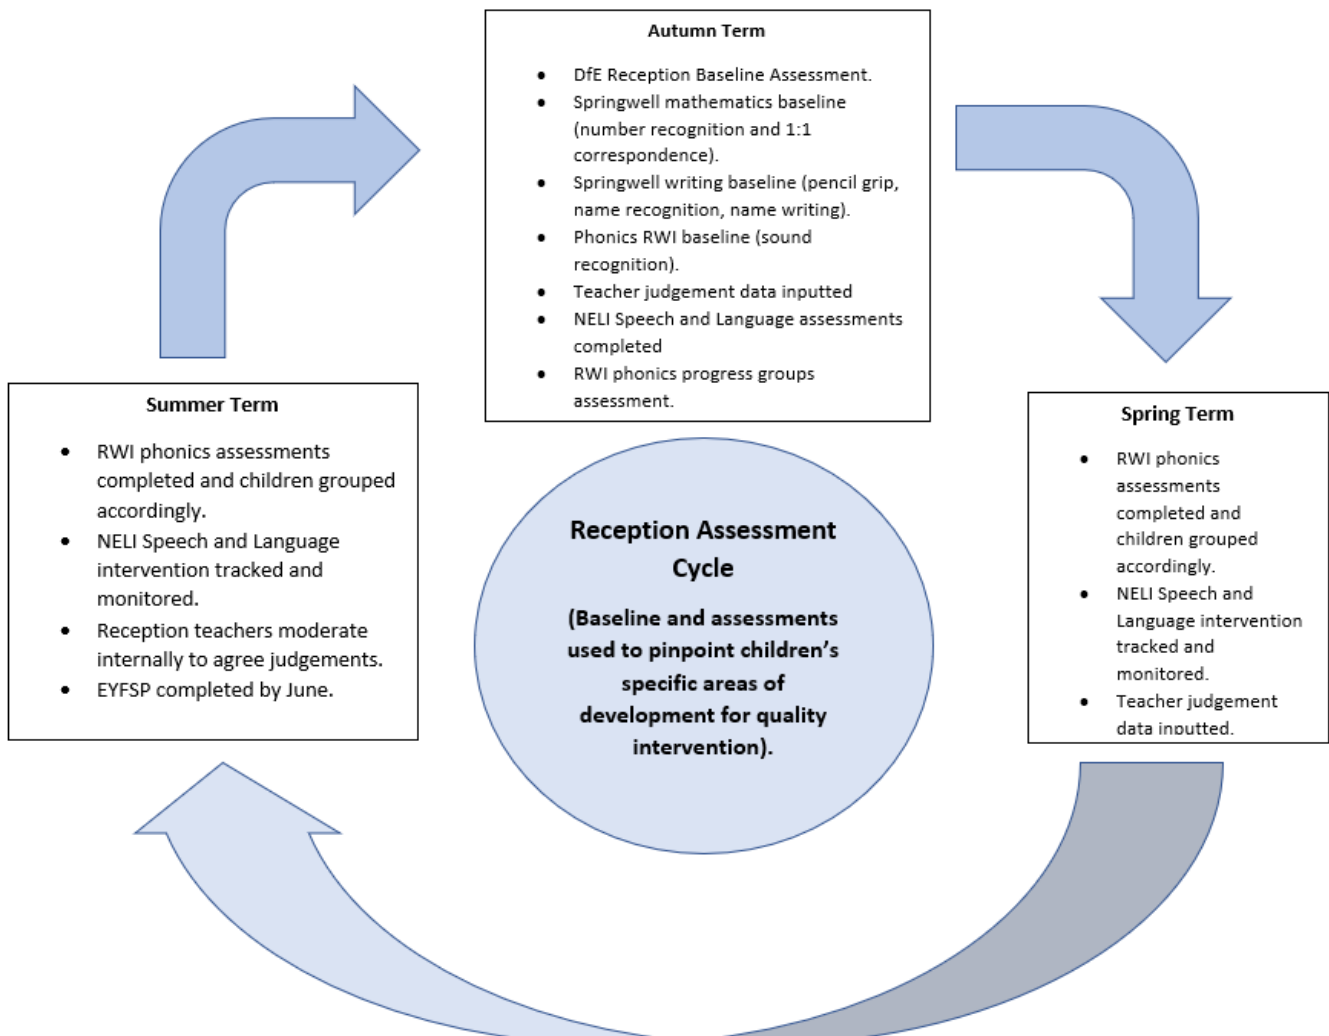 Autumn Term
• DfE Reception Baseline Assessment.
• Springwell mathematics baseline
(number recognition and 1:1
correspondence).
• Springwell writing baseline (pencil grip,
name recognition, name writing).
• Phonics RWI baseline (sound
recognition).
• Teacher judgement data inputted
• NELI Speech and Language assessments
completed
• RWI phonics progress groups
assessment.
Spring Term
• RWI phonics
assessments
completed and
children grouped
accordingly.
• NELI Speech and
Language intervention
tracked and
monitored.
• Teacher judgement
data inputted.
Summer Term
• RWI phonics assessments
completed and children grouped
accordingly.
• NELI Speech and Language
intervention tracked and
monitored.
• Reception teachers moderate
internally to agree judgements.
• EYFSP completed by June.
Reception Assessment
Cycle
(Baseline and assessments
used to pinpoint children’s
specific areas of
development for quality
intervention).